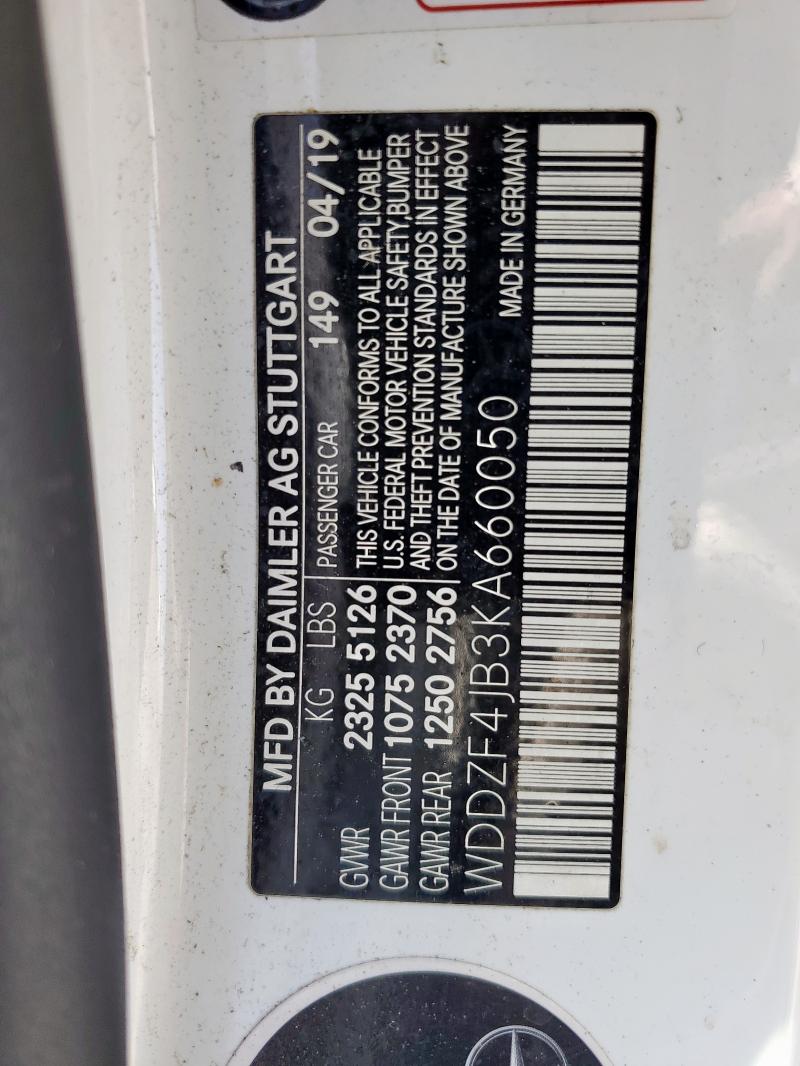 MFD BY DAIMLER AG STUTTGART
KG LBS PASSENGER CAR 149 04/19
GVWR 2325 5126 THIS VEHICLE CONFORMS TO ALL APPLICABLE
GAWR FRONT 1075 2370 U.S. FEDERAL MOTOR VEHICLE SAFETY,BUMPER
GAWR REAR 1250 2756 AND THEFT PREVENTION STANDARDS IN EFFECT
ON THE DATE OF MANUFACTURE SHOWN ABOVE
WDDZF4JB3KA660050 MADE IN GERMANY